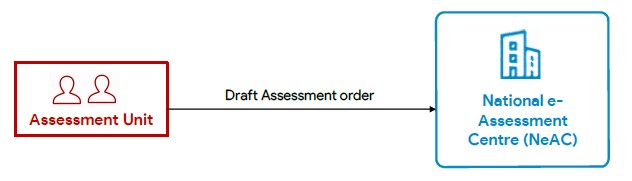 Assessment Unit
Draft Assessment order
National e-
Assessment
Centre (NeAC)